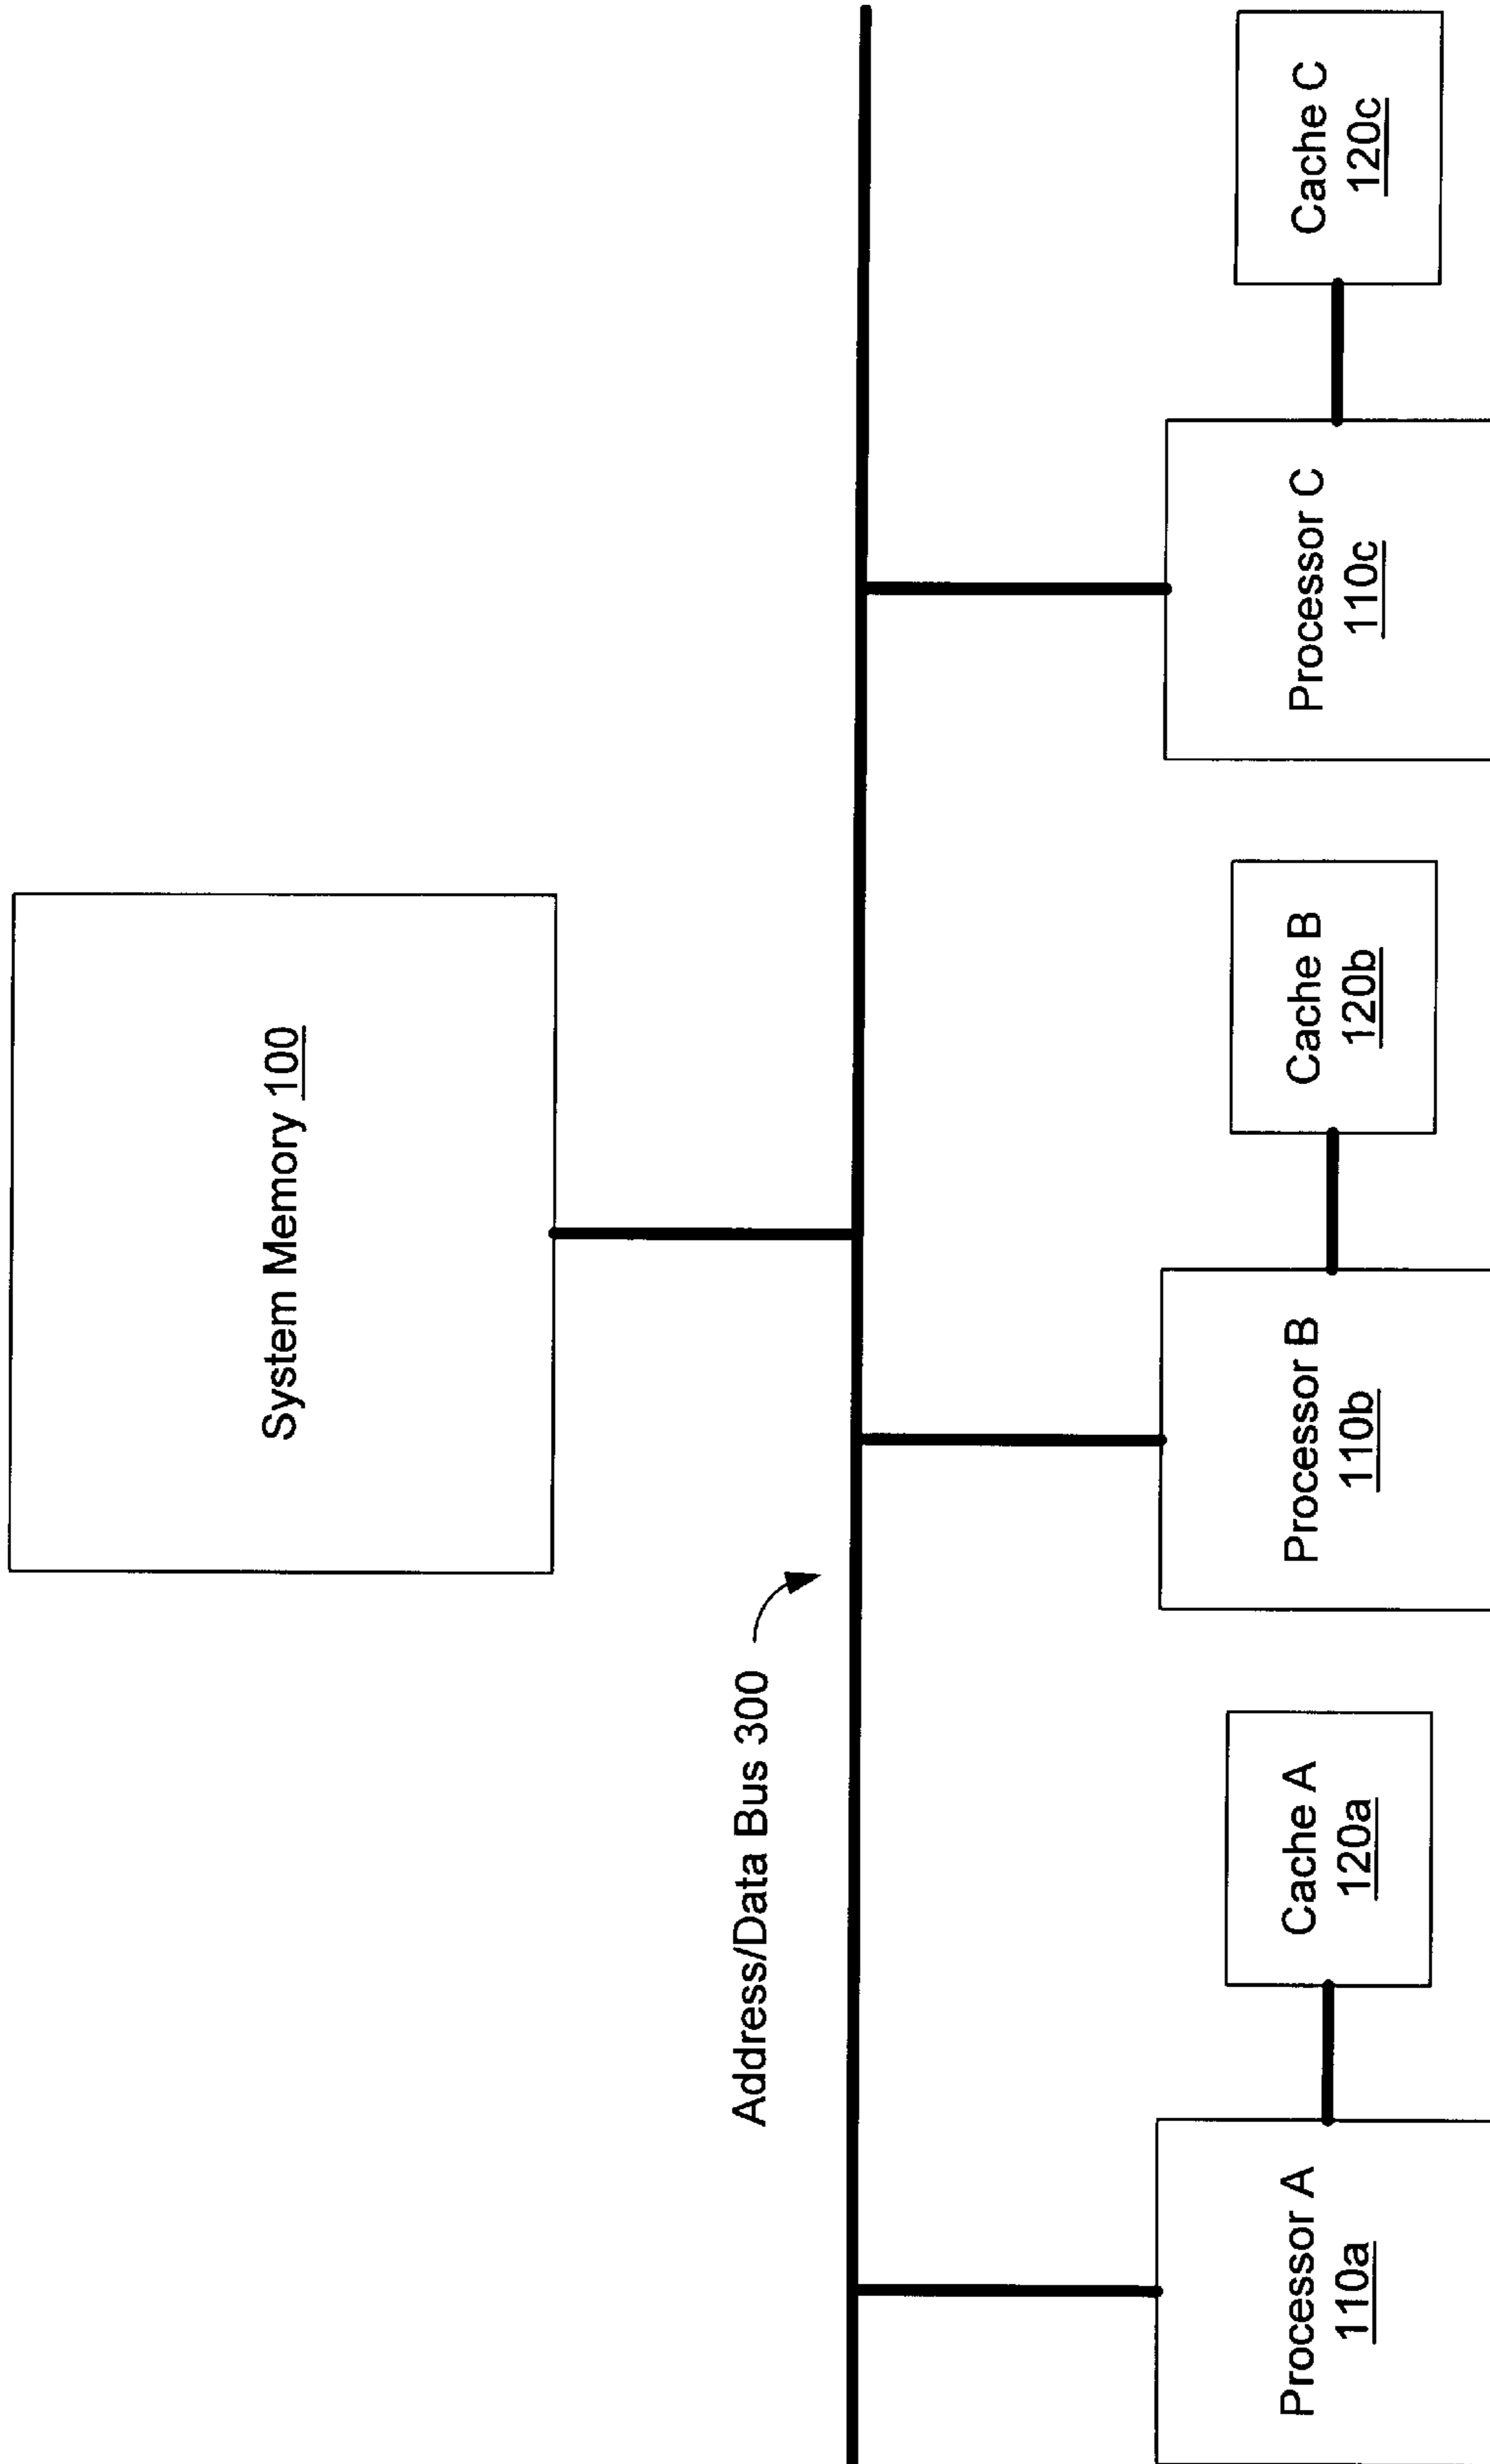 System Memory 100
Address/Data Bus 300
Processor A
110a
Cache A
120a
Processor B
110b
Cache B
120b
Processor C
110c
Cache C
120c